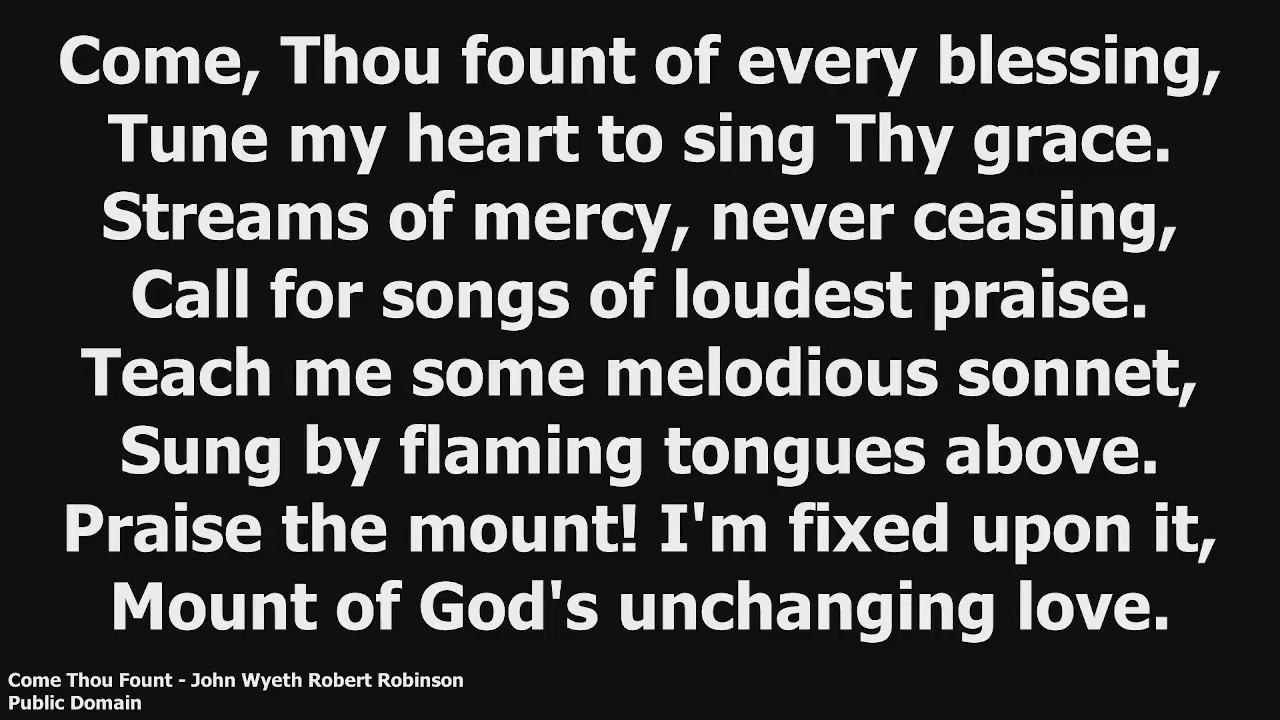 Come, Thou fount of every blessing,
Tune my heart to sing Thy grace.
Streams of mercy, never ceasing,
Call for songs of loudest praise.
Teach me some melodious sonnet,
Sung by flaming tongues above.
Praise the mount! I'm fixed upon it,
Mount of God's unchanging love.
Come Thou Fount - John Wyeth Robert Robinson
Public Domain